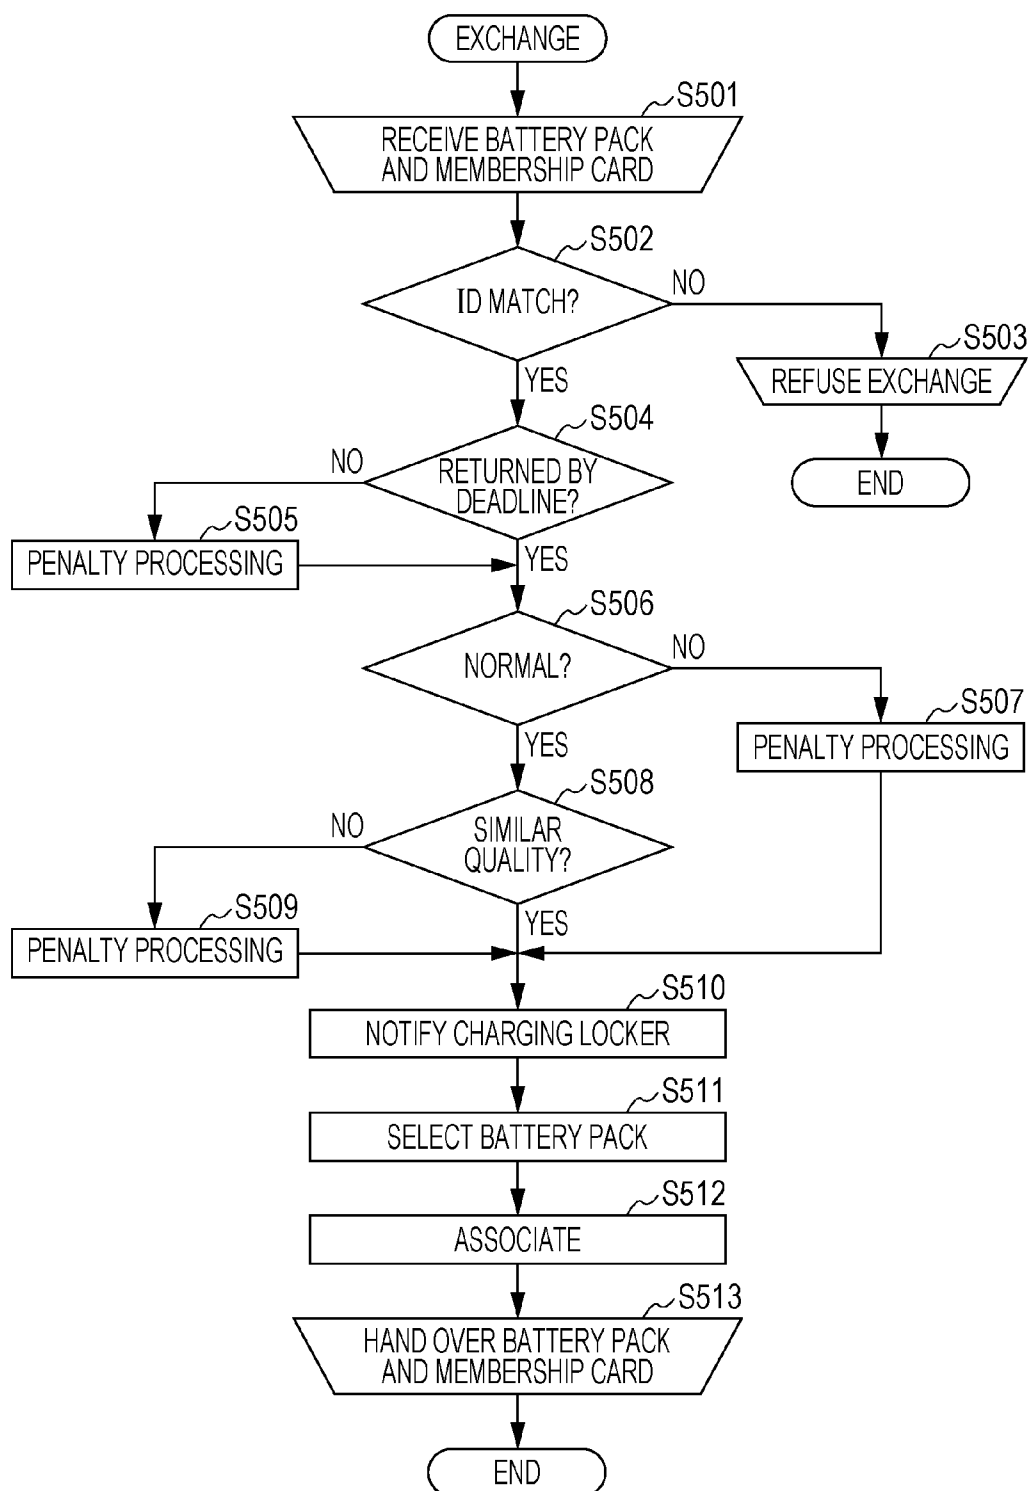 EXCHANGE
S501
RECEIVE BATTERY PACK
AND MEMBERSHIP CARD
S502
ID MATCH?
NO
S503
REFUSE EXCHANGE
END
YES
S504
RETURNED BY
DEADLINE?
NO
S505
PENALTY PROCESSING
YES
S506
NORMAL?
NO
S507
PENALTY PROCESSING
YES
S508
SIMILAR
QUALITY?
NO
S509
PENALTY PROCESSING
YES
S510
NOTIFY CHARGING LOCKER
S511
SELECT BATTERY PACK
S512
ASSOCIATE
S513
HAND OVER BATTERY PACK
AND MEMBERSHIP CARD
END